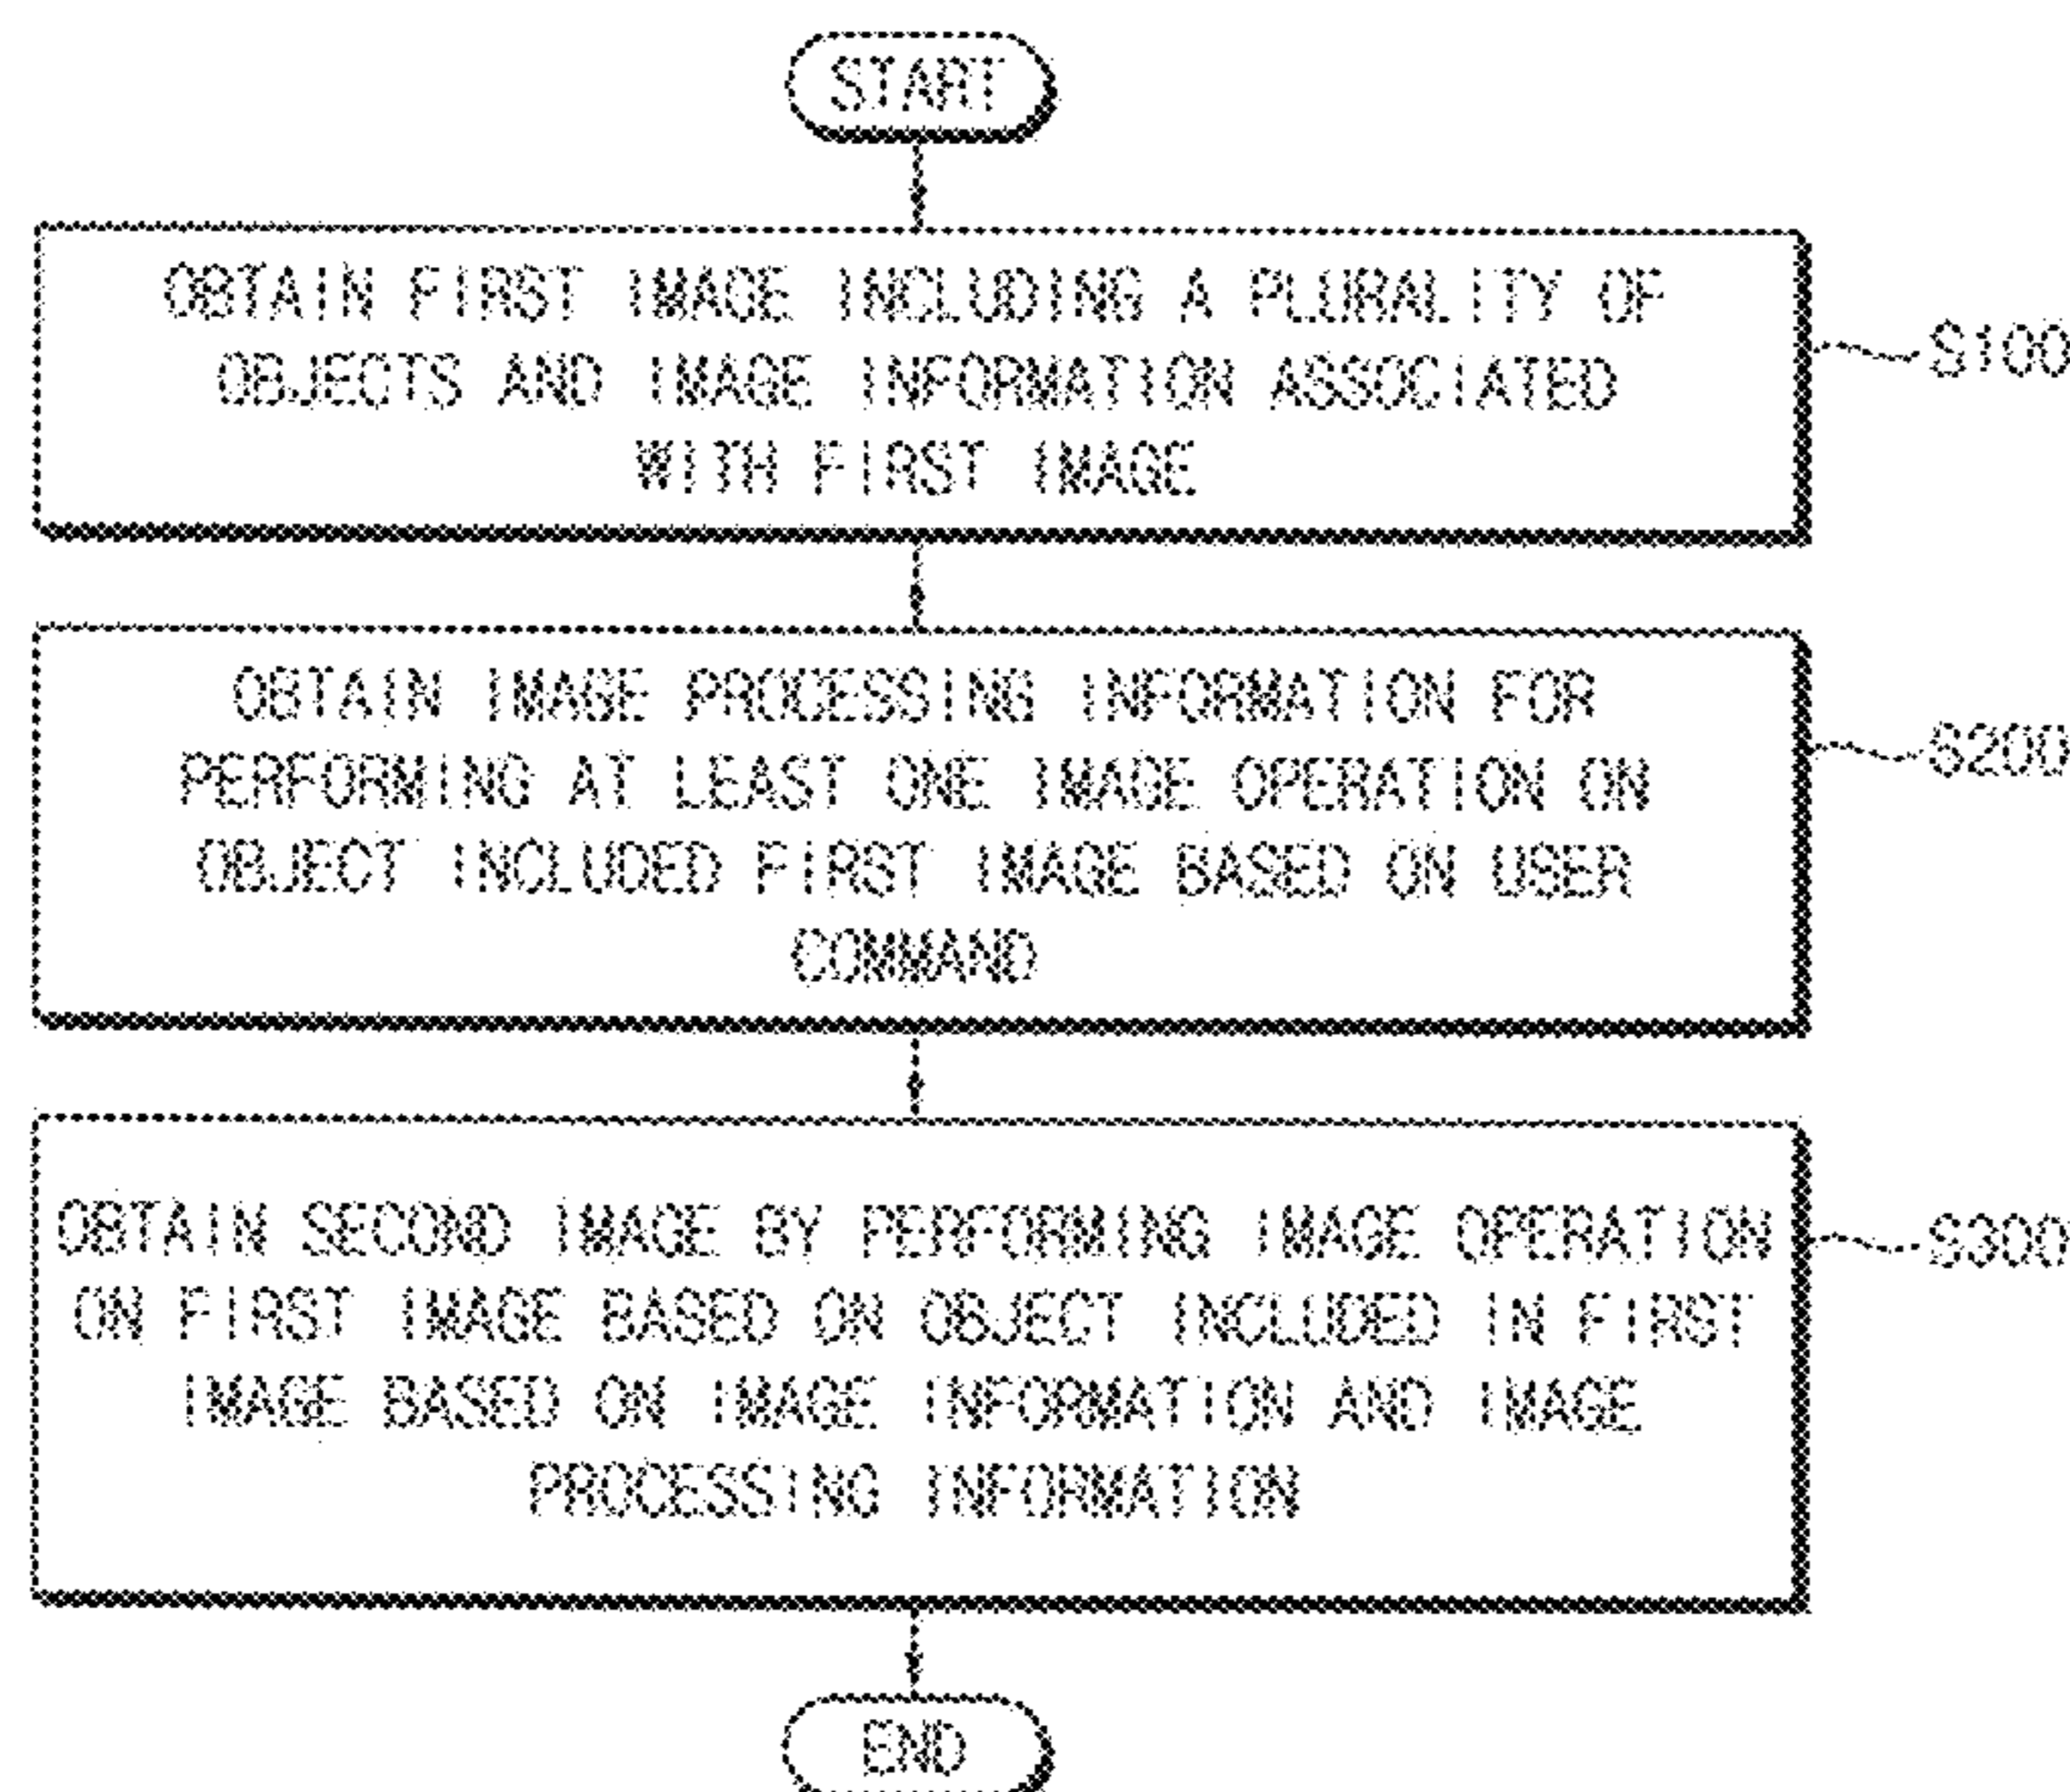 START
OBTAIN FIRST IMAGE INCLUDING A PLURALITY OF
OBJECTS AND IMAGE INFORMATION ASSOCIATED
WITH FIRST IMAGE
S100
OBTAIN IMAGE PROCESSING INFORMATION FOR
PERFORMING AT LEAST ONE IMAGE OPERATION ON
OBJECT INCLUDED FIRST IMAGE BASED ON USER
COMMAND
S200
OBTAIN SECOND IMAGE BY PERFORMING IMAGE OPERATION
ON FIRST IMAGE BASED ON OBJECT INCLUDED IN FIRST
IMAGE BASED ON IMAGE INFORMATION AND IMAGE
PROCESSING INFORMATION
S300
END